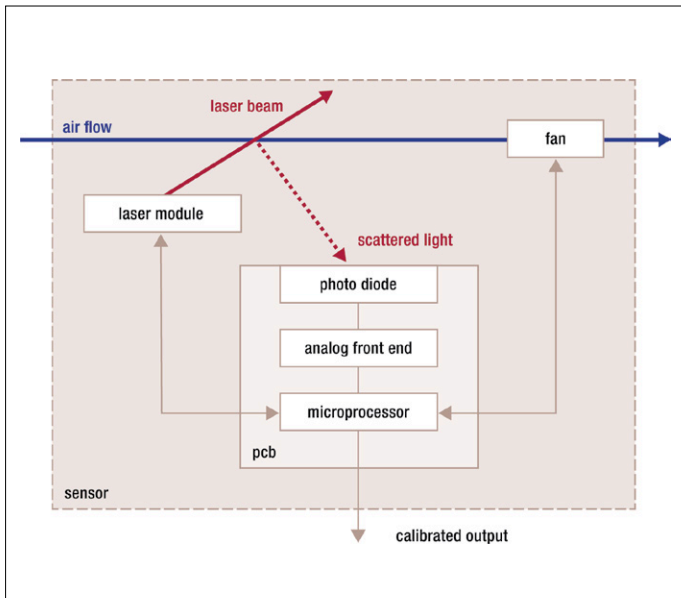 laser beam
air flow
fan
laser module
scattered light
photo diode
analog front end
microprocessor
pcb
sensor
calibrated output